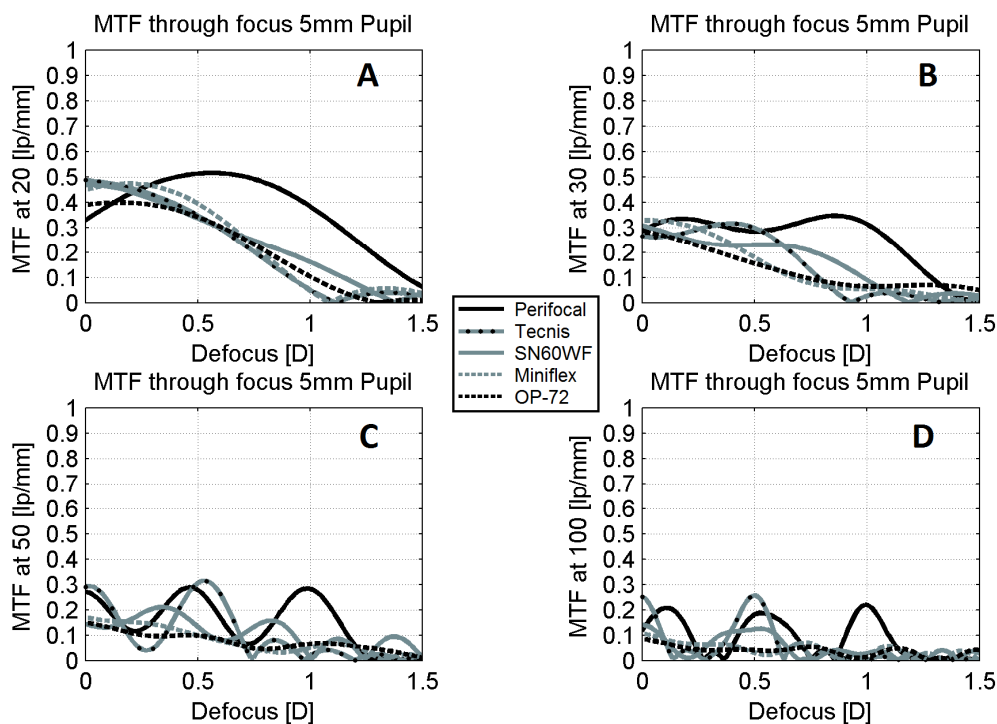 MTF through focus 5mm Pupil
A
MTF at 20 [lp/mm]
1
0.9
0.8
0.7
0.6
0.5
0.4
0.3
0.2
0.1
0
0 0.5 1 1.5
Defocus [D]
MTF through focus 5mm Pupil
B
MTF at 30 [lp/mm]
1
0.9
0.8
0.7
0.6
0.5
0.4
0.3
0.2
0.1
0
0 0.5 1 1.5
Defocus [D]
Perifocal
Tecnis
SN60WF
Miniflex
OP-72
MTF through focus 5mm Pupil
C
MTF at 50 [lp/mm]
1
0.9
0.8
0.7
0.6
0.5
0.4
0.3
0.2
0.1
0
0 0.5 1 1.5
Defocus [D]
MTF through focus 5mm Pupil
D
MTF at 100 [lp/mm]
1
0.9
0.8
0.7
0.6
0.5
0.4
0.3
0.2
0.1
0
0 0.5 1 1.5
Defocus [D]